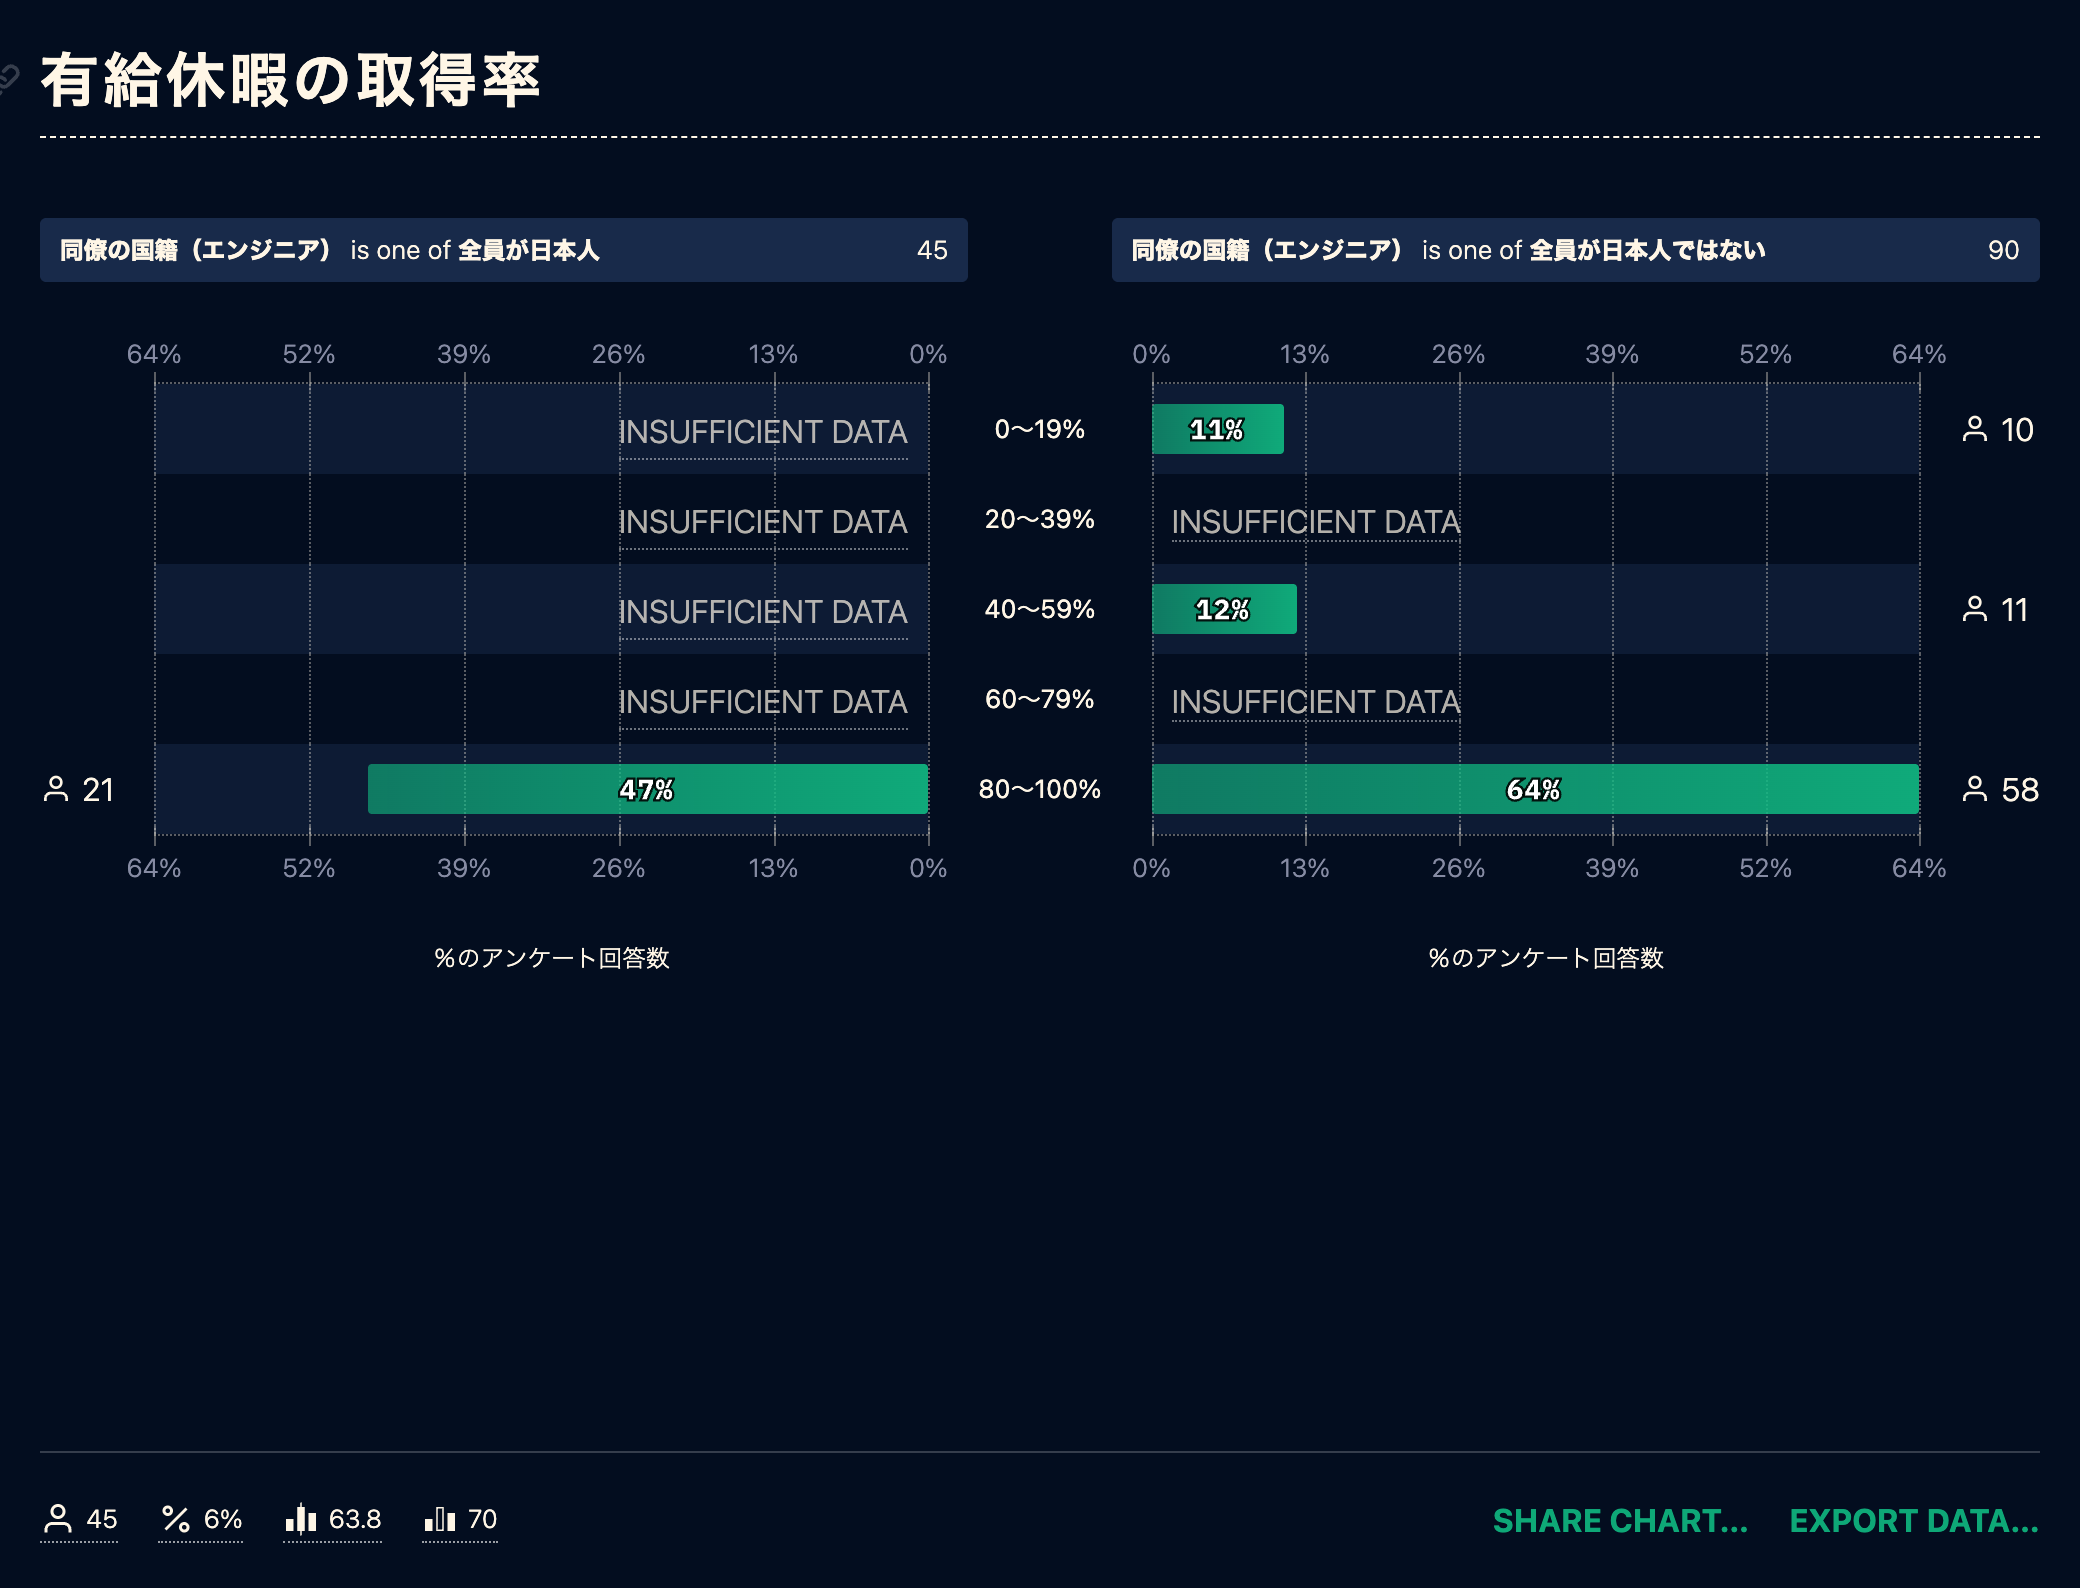 有給休暇の取得率
同僚の国籍（エンジニア） is one of 全員が日本人 45
同僚の国籍（エンジニア） is one of 全員が日本人ではない 90
64% 52% 39% 26% 13% 0%
0% 13% 26% 39% 52% 64%
INSUFFICIENT DATA 0〜19% 11% 10
INSUFFICIENT DATA 20〜39% INSUFFICIENT DATA
INSUFFICIENT DATA 40〜59% 12% 11
INSUFFICIENT DATA 60〜79% INSUFFICIENT DATA
21 47% 80〜100% 64% 58
64% 52% 39% 26% 13% 0%
0% 13% 26% 39% 52% 64%
%のアンケート回答数
%のアンケート回答数
45 6% 63.8 70
SHARE CHART... EXPORT DATA...